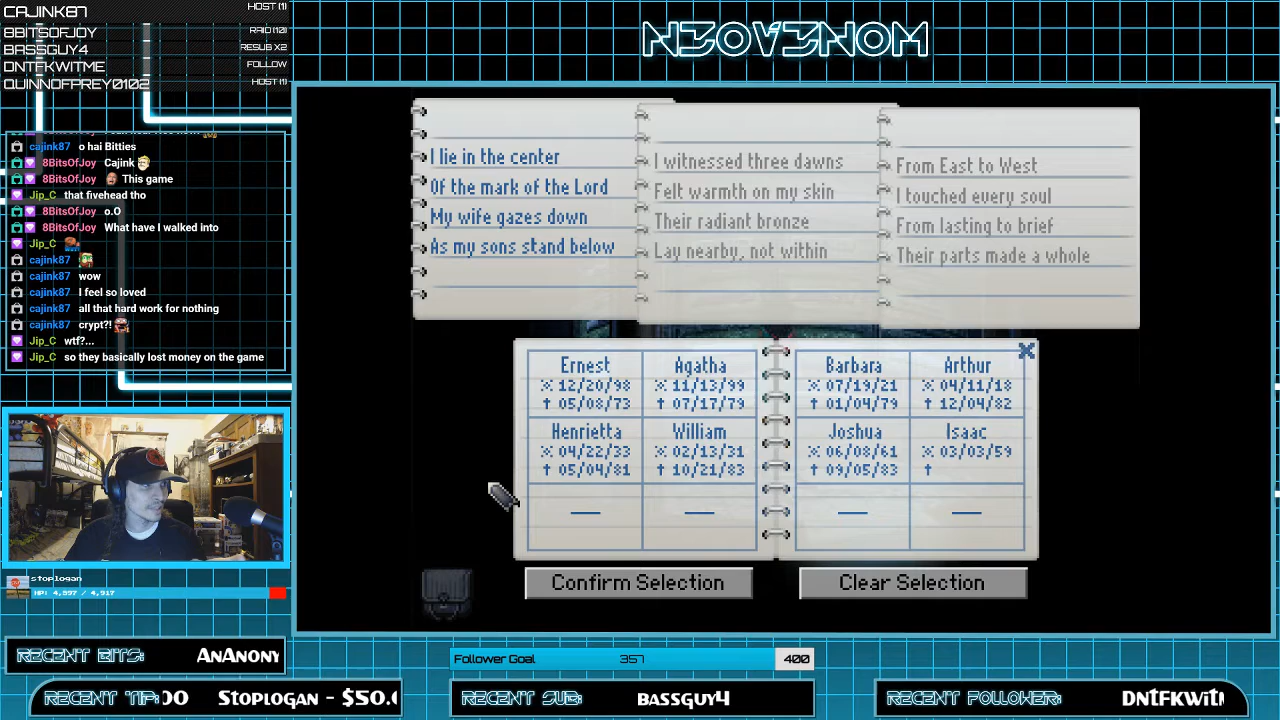 CAJINK87 HOST (1)
8BITSOFJOY RAID (10)
BASSGUY4 RESUB X2
DNTFKWITME FOLLOW
QUINNOFPREY0102 HOST (1)
N3OV3NOM
cajink87 o hai Bitties
8BitsOfJoy Cajink
8BitsOfJoy This game
Jip_C that fivehead tho
8BitsOfJoy o.O
8BitsOfJoy What have I walked into
Jip_C
cajink87
cajink87 wow
cajink87 I feel so loved
cajink87 all that hard work for nothing
cajink87 crypt?!
Jip_C wtf?...
Jip_C so they basically lost money on the game
I lie in the center
Of the mark of the Lord
My wife gazes down
As my sons stand below
I witnessed three dawns
Felt warmth on my skin
Their radiant bronze
Lay nearby, not within
From East to West
I touched every soul
From lasting to brief
Their parts made a whole
Ernest
12/20/98
† 05/08/73
Agatha
11/13/99
† 07/17/79
Barbara
07/19/21
† 01/04/79
Arthur
04/11/18
† 12/04/82
Henrietta
04/22/33
† 05/04/81
William
02/13/31
† 10/21/83
Joshua
06/08/61
† 09/05/83
Isaac
03/03/59
†
Confirm Selection
Clear Selection
stoplogan
HP: 4,597 / 4,917
RECENT BITS: ANANONY
Follower Goal 357 400
RECENT TIP: OO STOPLOGAN - $50.
RECENT SUB: BASSGUY4
RECENT FOLLOWER: DNTFKWIT